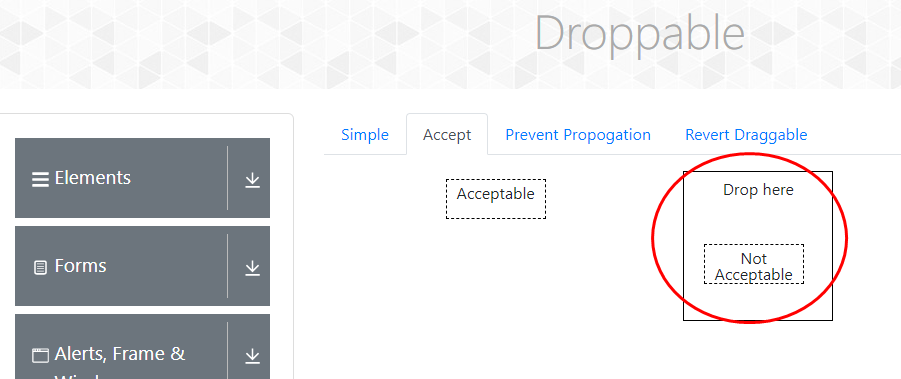 Droppable
Elements
Forms
Alerts, Frame &
Simple Accept Prevent Propogation Revert Draggable
Acceptable
Drop here
Not
Acceptable